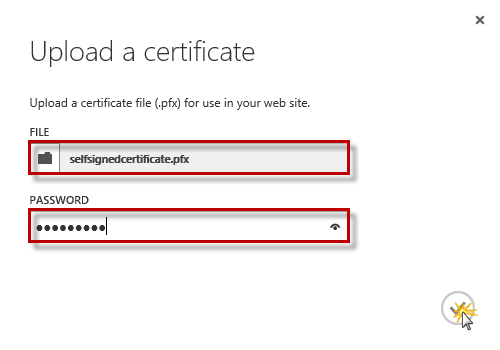 Upload a certificate
Upload a certificate file (.pfx) for use in your web site.
FILE
selfsignedcertificate.pfx
PASSWORD
●●●●●●●●●